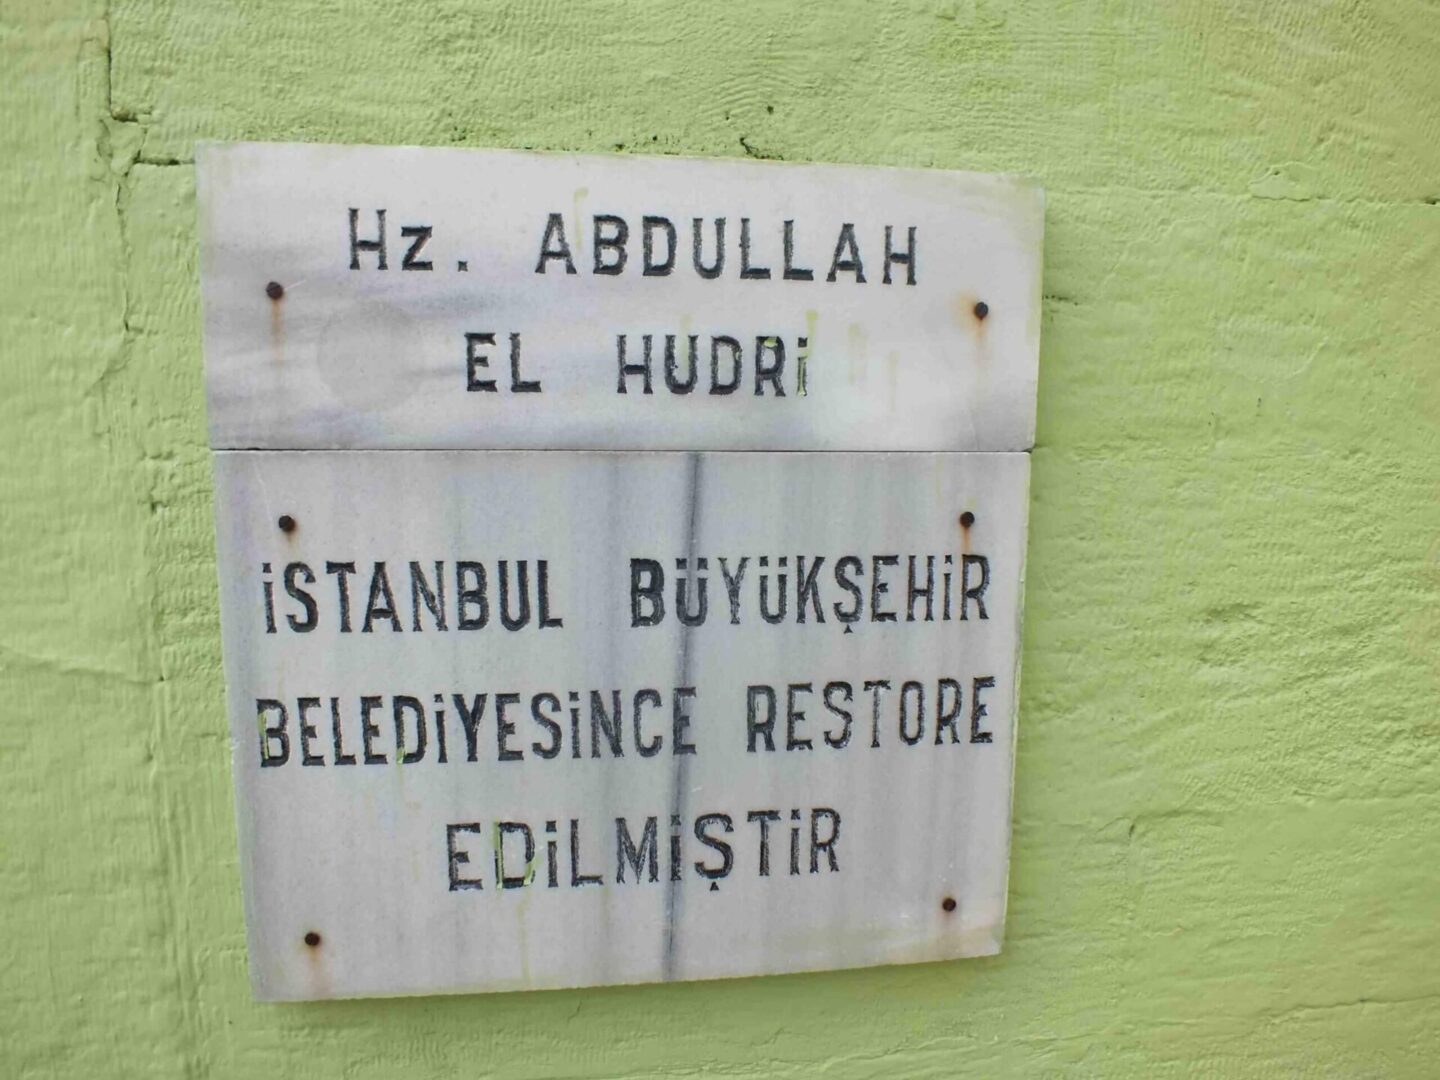 Hz. ABDULLAH
EL HUDRİ
İSTANBUL BÜYÜKŞEHİR
BELEDİYESİNCE RESTORE
EDİLMİŞTİR